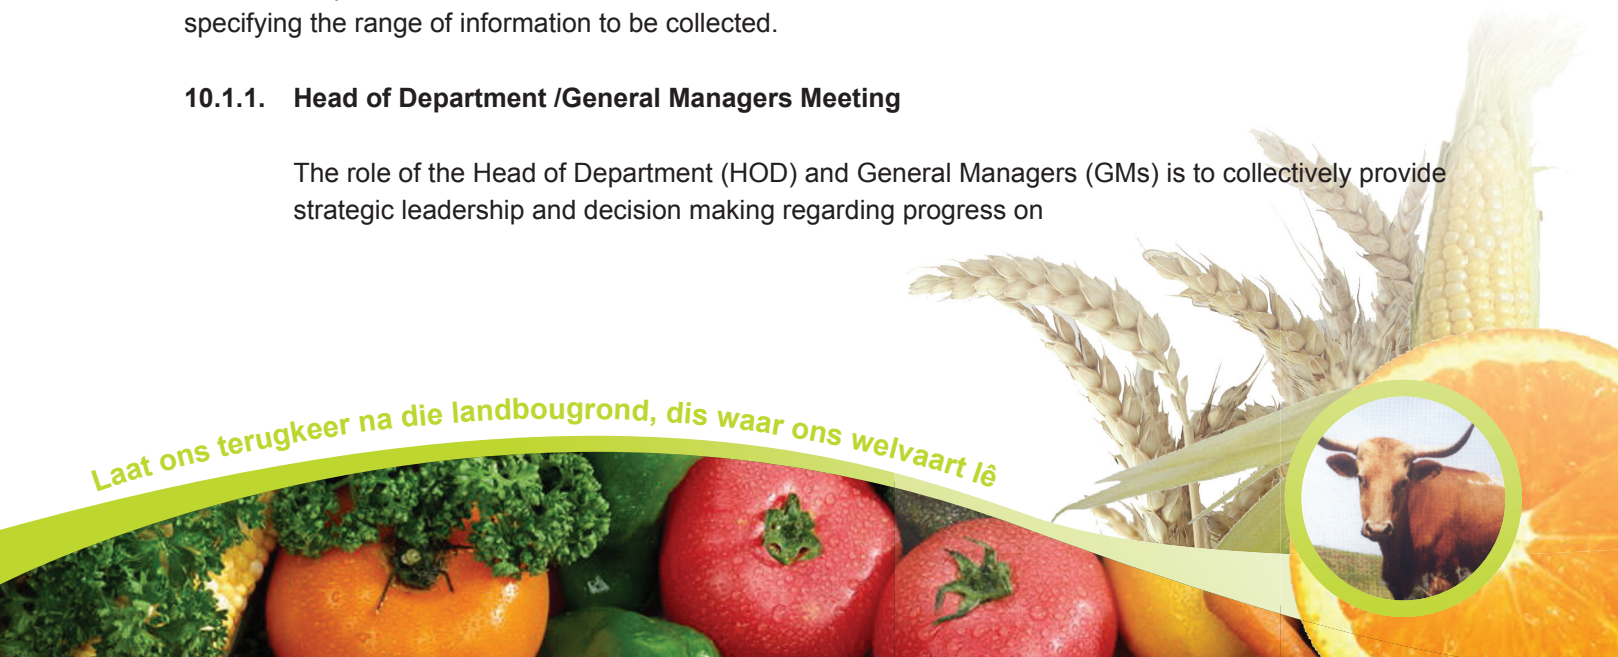 specifying the range of information to be collected.
10.1.1. Head of Department /General Managers Meeting
The role of the Head of Department (HOD) and General Managers (GMs) is to collectively provide
strategic leadership and decision making regarding progress on
Laat ons terugkeer na die landbougrond, dis waar ons welvaart lê